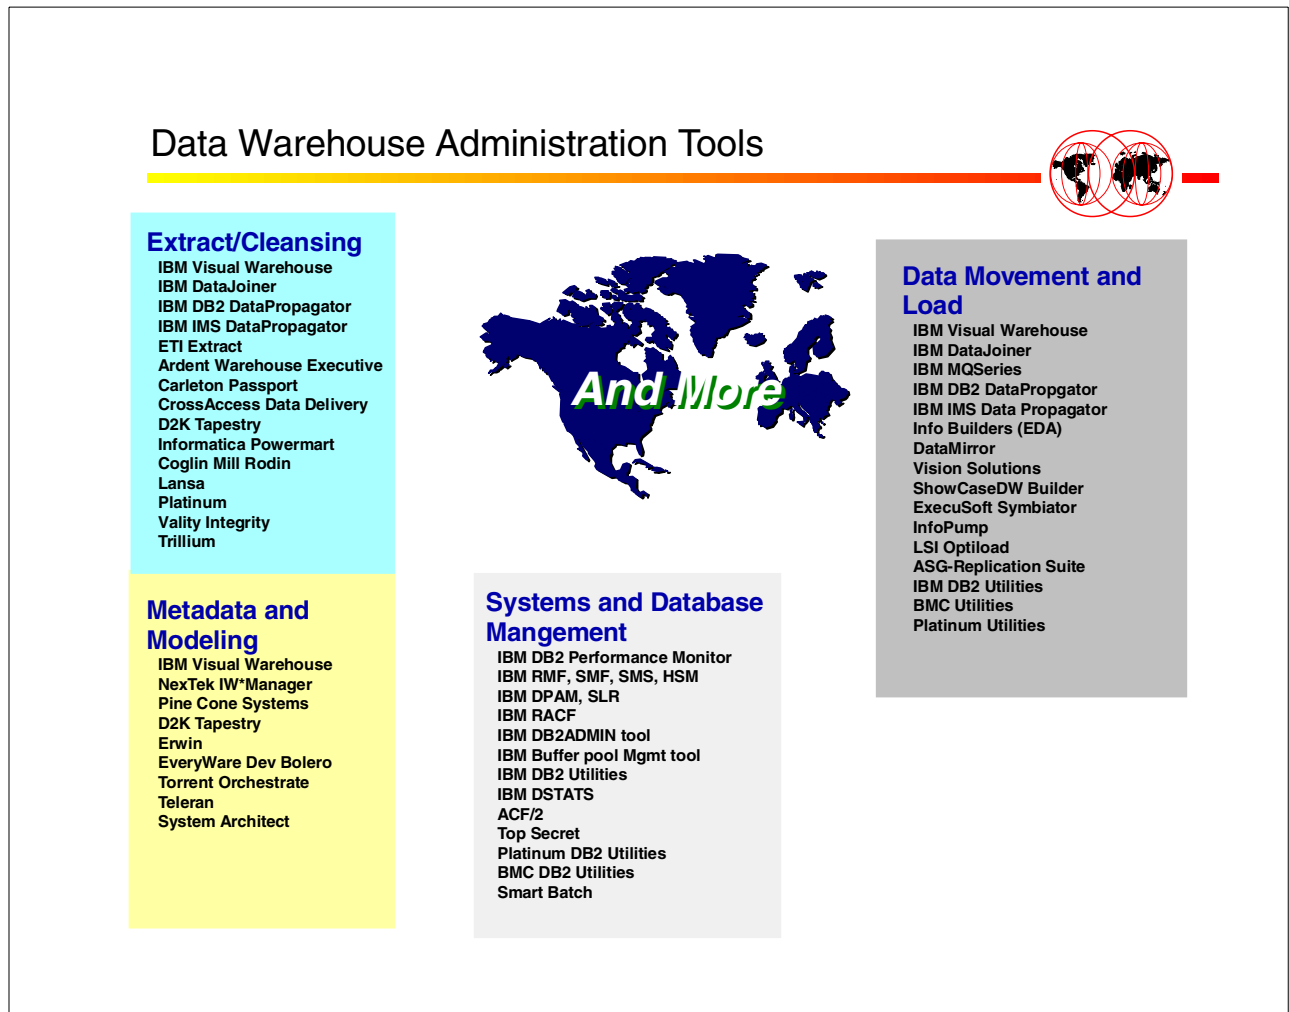 Data Warehouse Administration Tools
Extract/Cleansing
IBM Visual Warehouse
IBM DataJoiner
IBM DB2 DataPropagator
IBM IMS DataPropagator
ETI Extract
Ardent Warehouse Executive
Carleton Passport
CrossAccess Data Delivery
D2K Tapestry
Informatica Powermart
Coglin Mill Rodin
Lansa
Platinum
Vality Integrity
Trillium
Metadata and
Modeling
IBM Visual Warehouse
NexTek IW*Manager
Pine Cone Systems
D2K Tapestry
Erwin
EveryWare Dev Bolero
Torrent Orchestrate
Teleran
System Architect
And More
Systems and Database
Mangement
IBM DB2 Performance Monitor
IBM RMF, SMF, SMS, HSM
IBM DPAM, SLR
IBM RACF
IBM DB2ADMIN tool
IBM Buffer pool Mgmt tool
IBM DB2 Utilities
IBM DSTATS
ACF/2
Top Secret
Platinum DB2 Utilities
BMC DB2 Utilities
Smart Batch
Data Movement and
Load
IBM Visual Warehouse
IBM DataJoiner
IBM MQSeries
IBM DB2 DataPropgator
IBM IMS Data Propagator
Info Builders (EDA)
DataMirror
Vision Solutions
ShowCaseDW Builder
ExecuSoft Symbiator
InfoPump
LSI Optiload
ASG-Replication Suite
IBM DB2 Utilities
BMC Utilities
Platinum Utilities